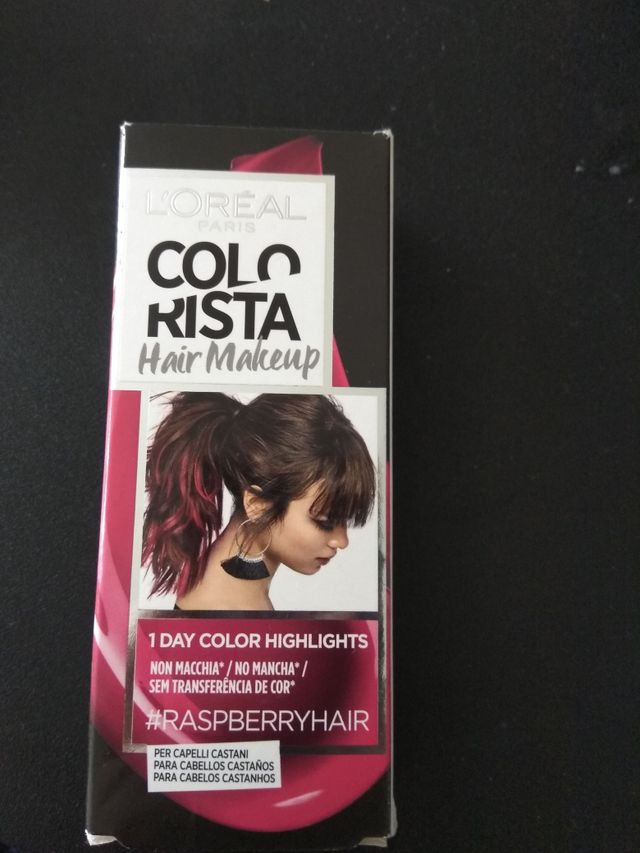 L'ORÉAL
PARIS
COLO
RISTA
Hair Makeup
1 DAY COLOR HIGHLIGHTS
NON MACCHIA* / NO MANCHA* /
SEM TRANSFERÊNCIA DE COR*
#RASPBERRYHAIR
PER CAPELLI CASTANI
PARA CABELLOS CASTAÑOS
PARA CABELOS CASTANHOS